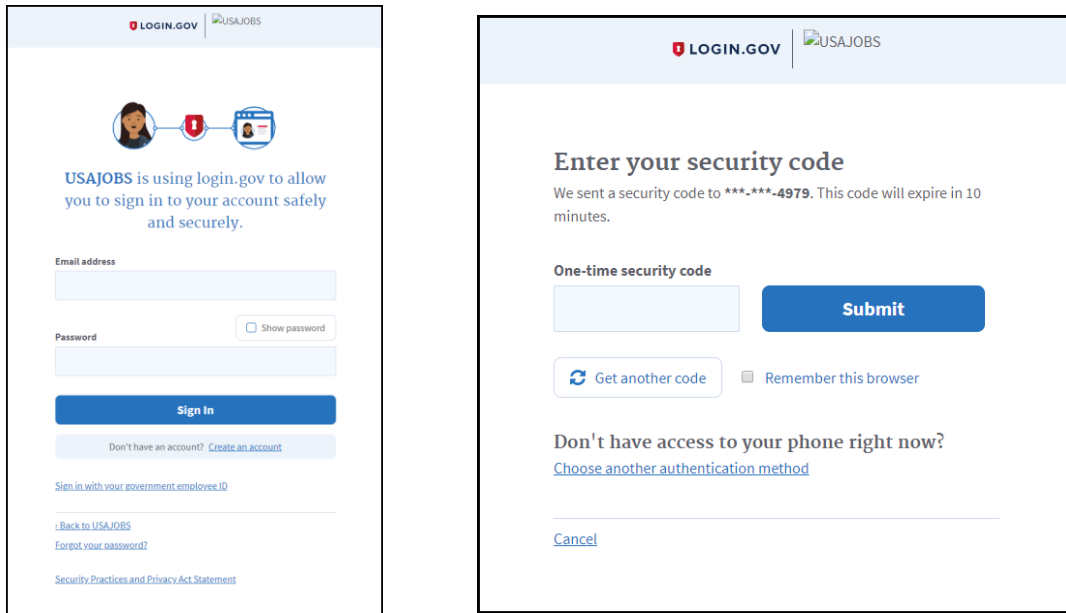 LOGIN.GOV USAJOBS
USAJOBS is using login.gov to allow
you to sign in to your account safely
and securely.
Email address
Show password
Password
Sign In
Don't have an account? Create an account
Sign in with your government employee ID
‹ Back to USAJOBS
Forgot your password?
Security Practices and Privacy Act Statement
LOGIN.GOV USAJOBS
Enter your security code
We sent a security code to ***-***-4979. This code will expire in 10
minutes.
One-time security code
Submit
Get another code
Remember this browser
Don't have access to your phone right now?
Choose another authentication method
Cancel